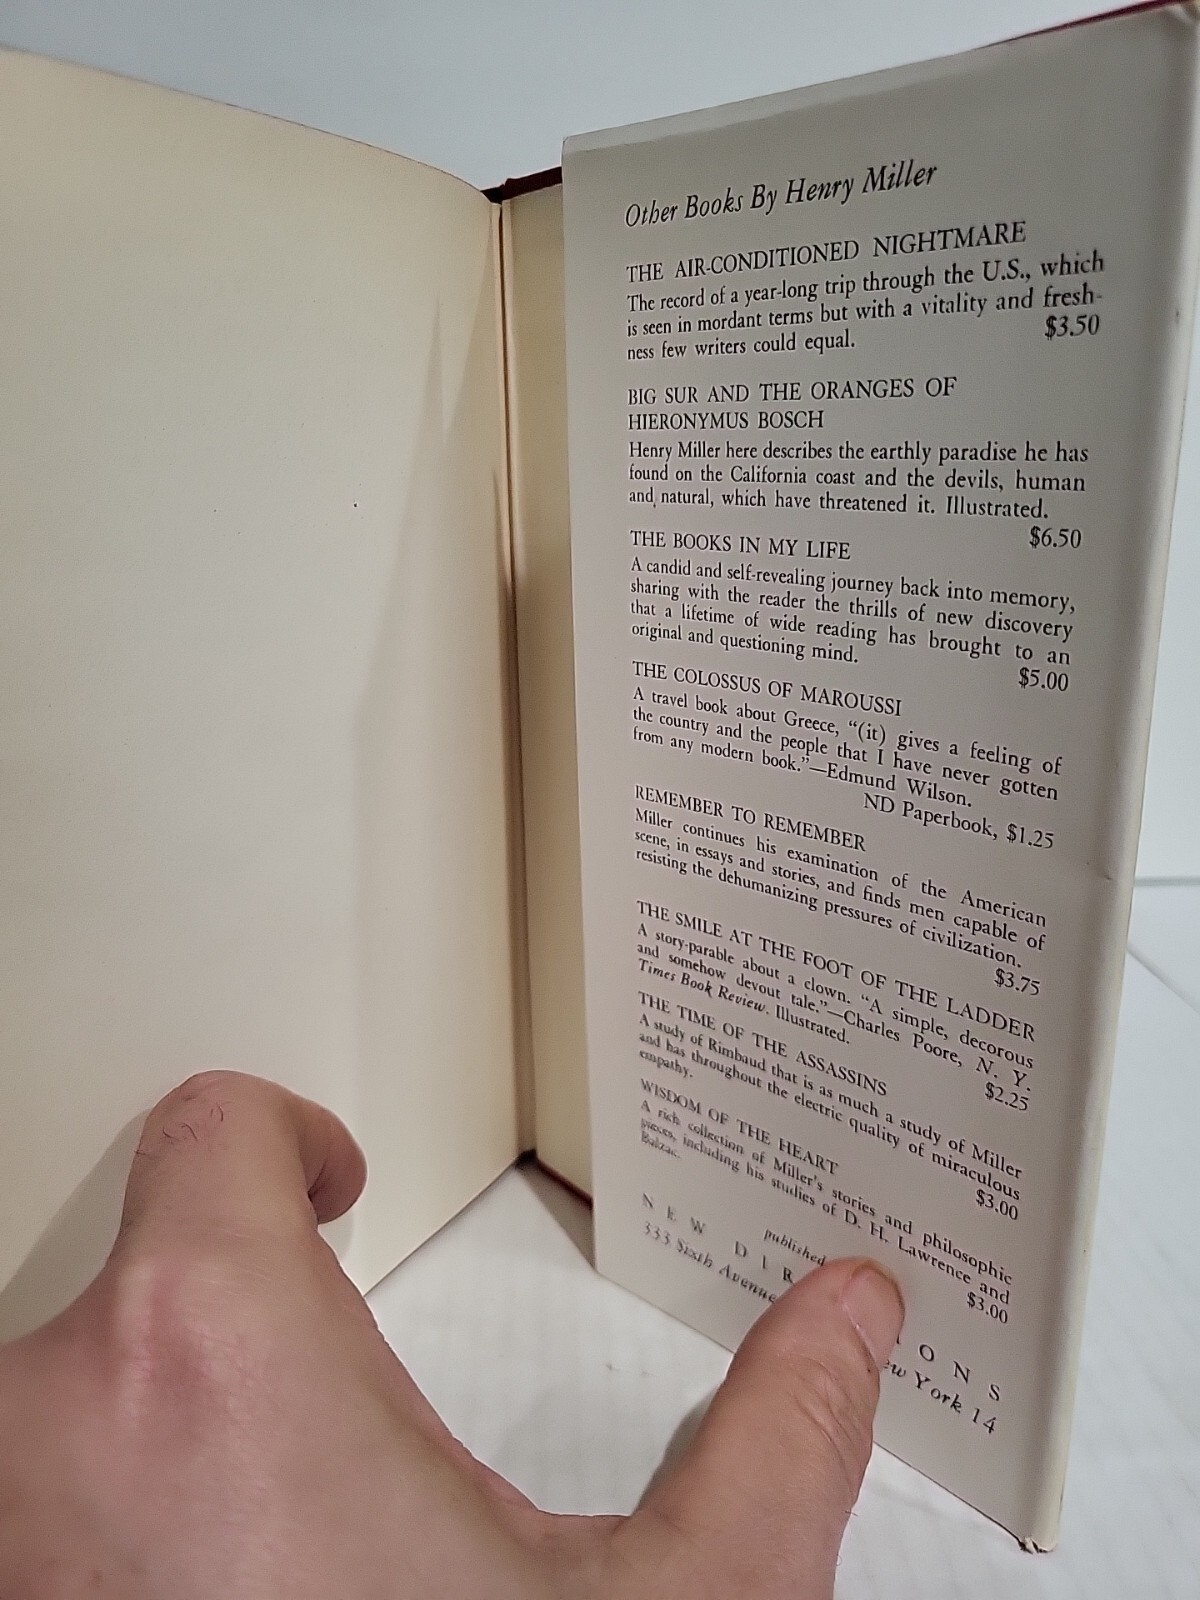 Other Books By Henry Miller
THE AIR-CONDITIONED NIGHTMARE
The record of a year-long trip through the U.S., which
is seen in mordant terms but with a vitality and fresh-
ness few writers could equal. $3.50
BIG SUR AND THE ORANGES OF
HIERONYMUS BOSCH
Henry Miller here describes the earthly paradise he has
found on the California coast and the devils, human
and natural, which have threatened it. Illustrated.
$6.50
THE BOOKS IN MY LIFE
A candid and self-revealing journey back into memory,
sharing with the reader the thrills of new discovery
that a lifetime of wide reading has brought to an
original and questioning mind. $5.00
THE COLOSSUS OF MAROUSSI
A travel book about Greece, "(it) gives a feeling of
the country and the people that I have never gotten
from any modern book."—Edmund Wilson.
ND Paperbook, $1.25
REMEMBER TO REMEMBER
Miller continues his examination of the American
scene, in essays and stories, and finds men capable of
resisting the dehumanizing pressures of civilization.
$3.75
THE SMILE AT THE FOOT OF THE LADDER
A story-parable about a clown. "A simple, decorous
and somehow devout tale."—Charles Poore, N. Y.
Times Book Review. Illustrated. $2.25
THE TIME OF THE ASSASSINS
A study of Rimbaud that is as much a study of Miller
and has throughout the electric quality of miraculous
empathy. $3.00
WISDOM OF THE HEART
A rich collection of Miller's stories and philosophic
pieces, including his studies of D. H. Lawrence and
Balzac. $3.00
published
NEW DIR ONS
333 Sixth Avenue ew York 14